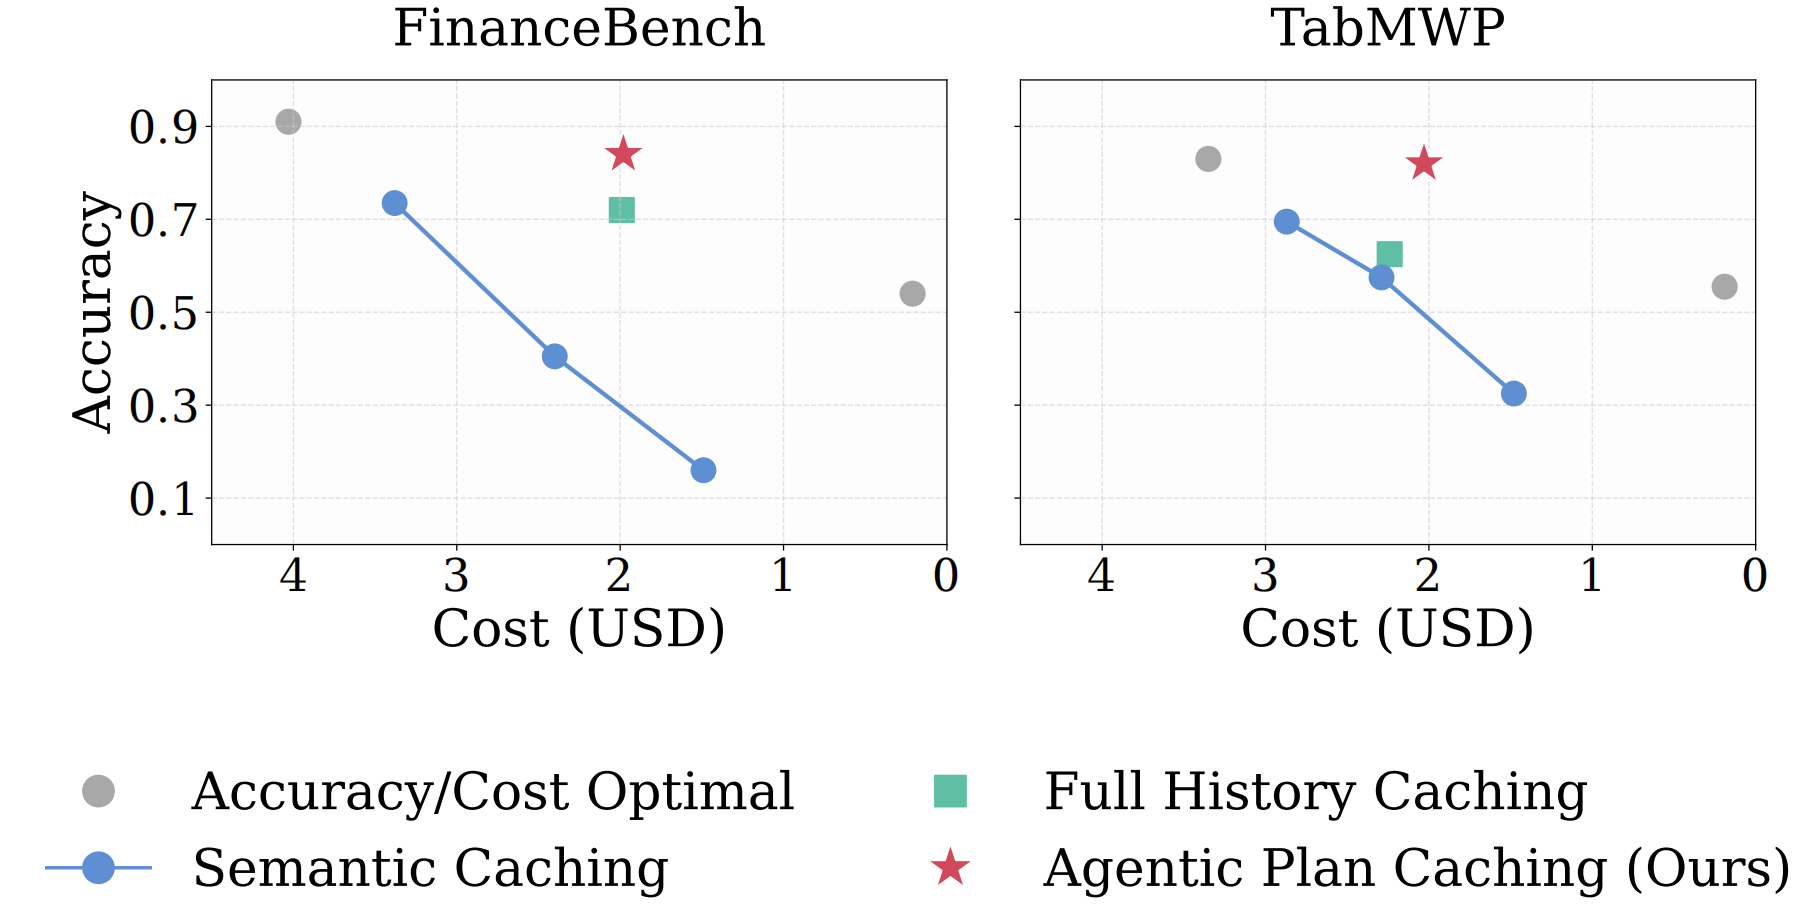 FinanceBench
TabMWP
Accuracy
0.9
0.7
0.5
0.3
0.1
4 3 2 1 0
4 3 2 1 0
Cost (USD)
Cost (USD)
Accuracy/Cost Optimal
Full History Caching
Semantic Caching
Agentic Plan Caching (Ours)